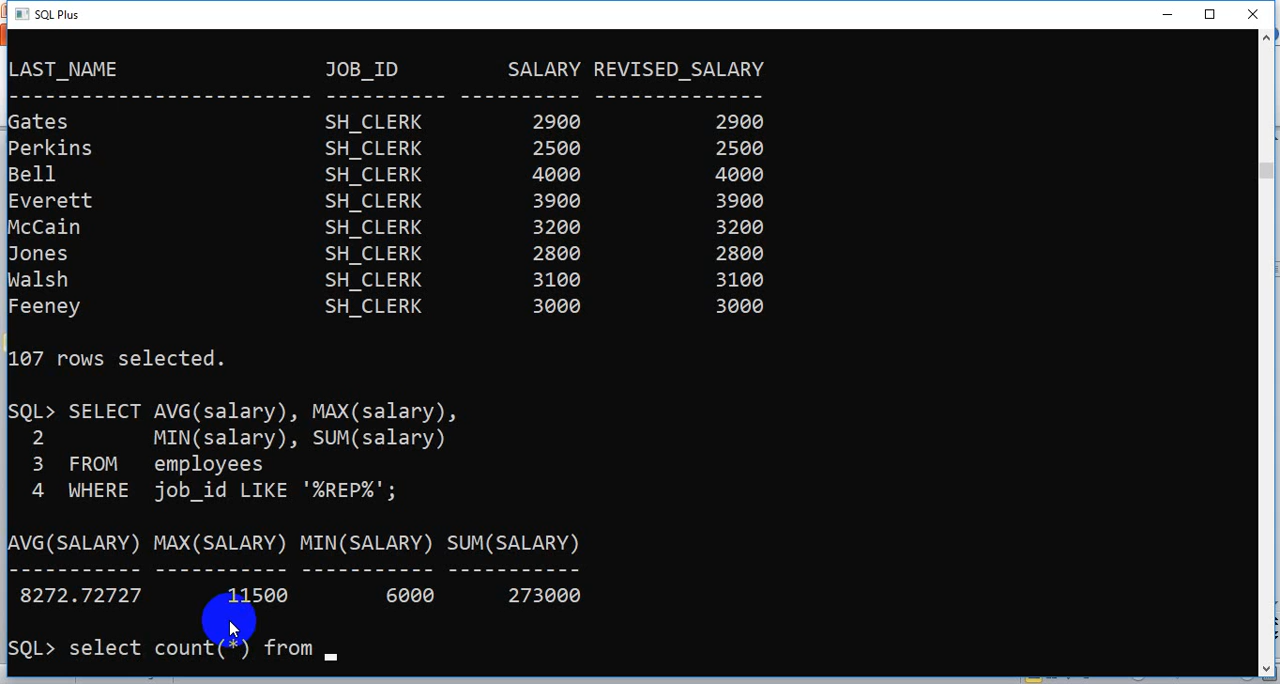 SQL Plus
LAST_NAME                 JOB_ID         SALARY REVISED_SALARY
------------------------- ---------- ---------- --------------
Gates                     SH_CLERK         2900           2900
Perkins                   SH_CLERK         2500           2500
Bell                      SH_CLERK         4000           4000
Everett                   SH_CLERK         3900           3900
McCain                    SH_CLERK         3200           3200
Jones                     SH_CLERK         2800           2800
Walsh                     SH_CLERK         3100           3100
Feeney                    SH_CLERK         3000           3000
107 rows selected.
SQL> SELECT AVG(salary), MAX(salary),
  2         MIN(salary), SUM(salary)
  3  FROM   employees
  4  WHERE  job_id LIKE '%REP%';
AVG(SALARY) MAX(SALARY) MIN(SALARY) SUM(SALARY)
----------- ----------- ----------- -----------
 8272.72727       11500        6000      273000
SQL> select count(*) from _